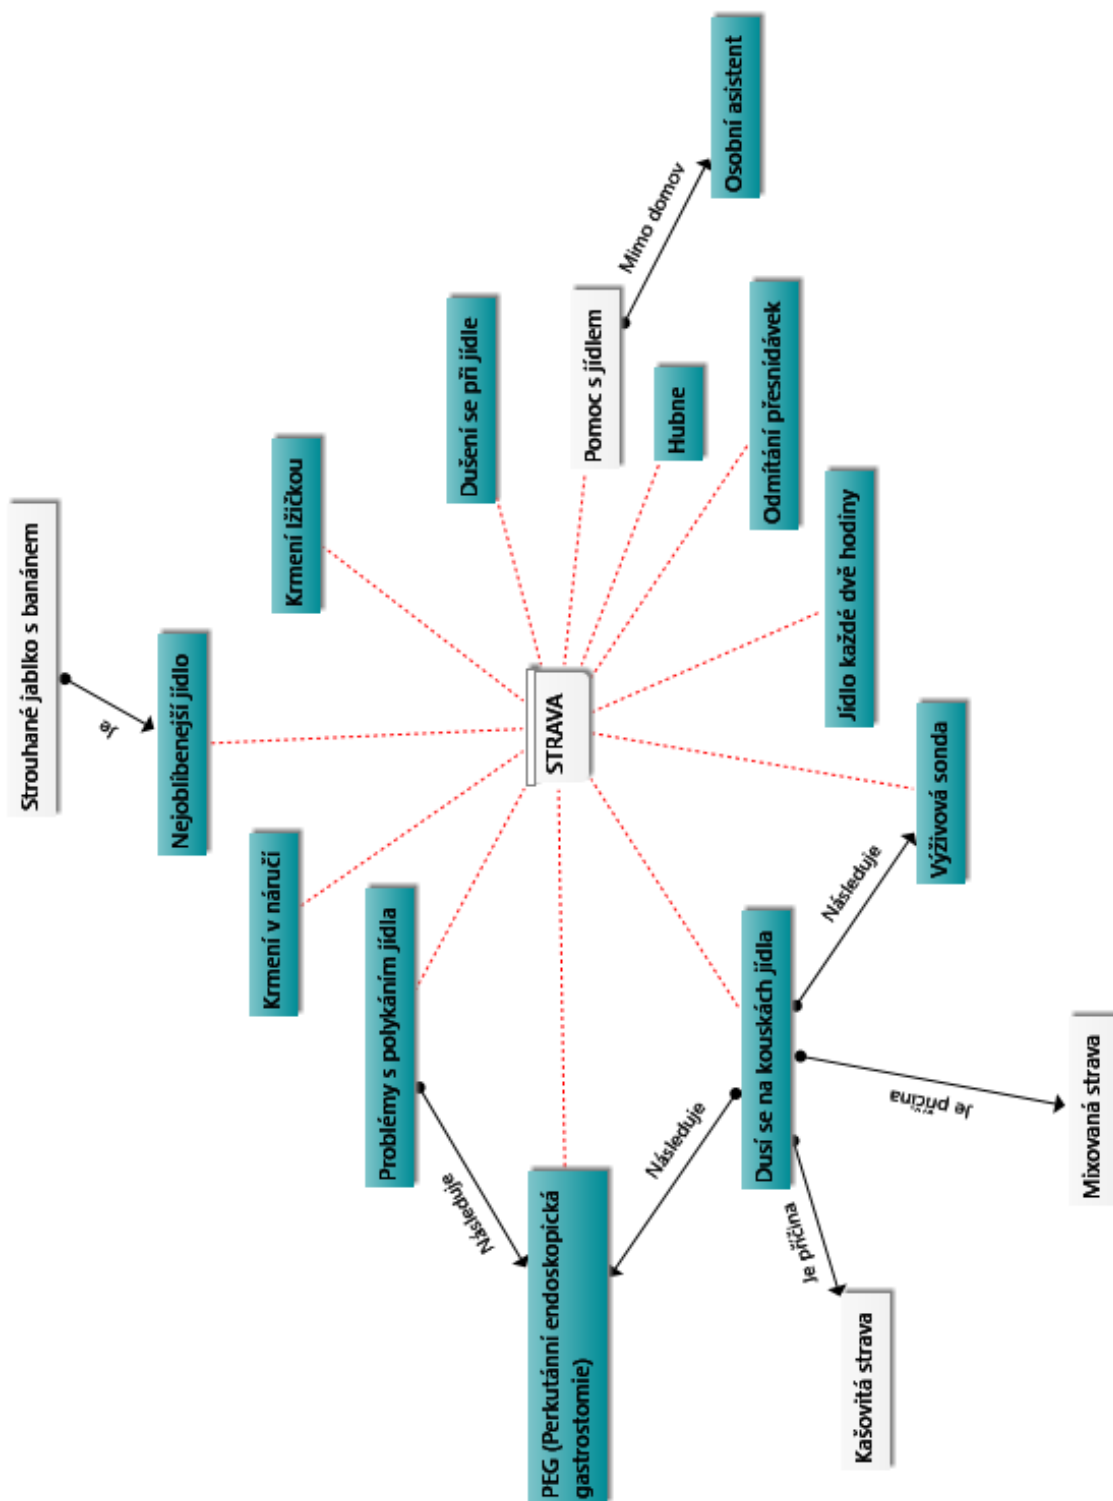 Strouhané jablko s banánem
Je
Nejoblíbenější jídlo
Krmení v náručí
Krmení lžičkou
Problémy s polykáním jídla
Dušení se při jídle
Následuje
PEG (Perkutánní endoskopická
gastrostomie)
STRAVA
Pomoc s jídlem
Mimo domov
Osobní asistent
Hubne
Odmítání přesnídávek
Jídlo každé dvě hodiny
Výživová sonda
Následuje
Následuje
Dusí se na kouskách jídla
Je příčina
Je příčina
Kašovitá strava
Mixovaná strava